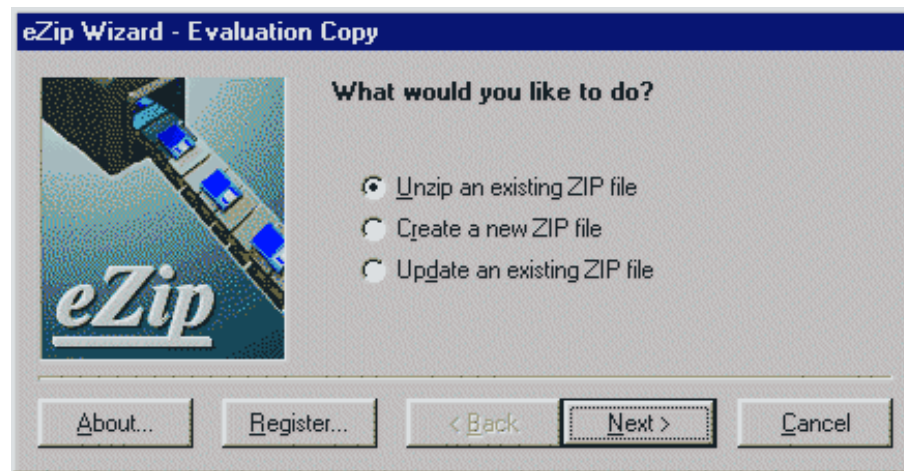 eZip Wizard - Evaluation Copy
What would you like to do?
Unzip an existing ZIP file
Create a new ZIP file
Update an existing ZIP file
eZip
About... Register... < Back Next > Cancel